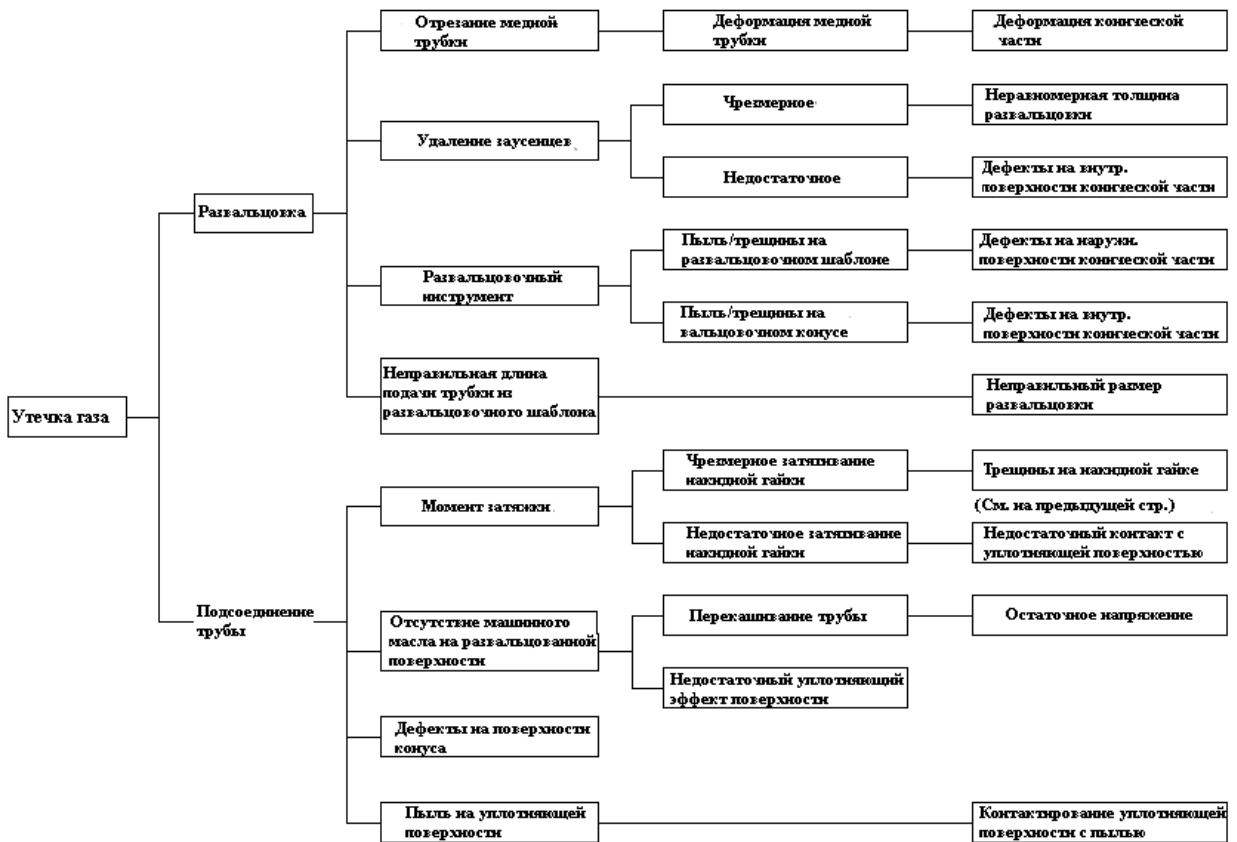 Отрезание медной
трубки
Деформация медной
трубки
Деформация конической
части
Чрезмерное
Неравномерная толщина
развальцовки
Удаление заусенцев
Недостаточное
Дефекты на внутр.
поверхности конической части
Развальцовка
Пыль/трещины на
развальцовочном шаблоне
Дефекты на наружн.
поверхности конической части
Развальцовочный
инструмент
Пыль/трещины на
вальцовочном конусе
Дефекты на внутр.
поверхности конической части
Неправильная длина
подачи трубки из
развальцовочного шаблона
Неправильный размер
развальцовки
Утечка газа
Чрезмерное затягивание
накидной гайки
Трещины на накидной гайке
(См. на предыдущей стр.)
Момент затяжки
Недостаточное затягивание
накидной гайки
Недостаточный контакт с
уплотняющей поверхностью
Подсоединение
трубы
Отсутствие машинного
масла на развальцованной
поверхности
Перекашивание трубы
Остаточное напряжение
Недостаточный уплотняющий
эффект поверхности
Дефекты на поверхности
конуса
Пыль на уплотняющей
поверхности
Контактирование уплотняющей
поверхности с пылью